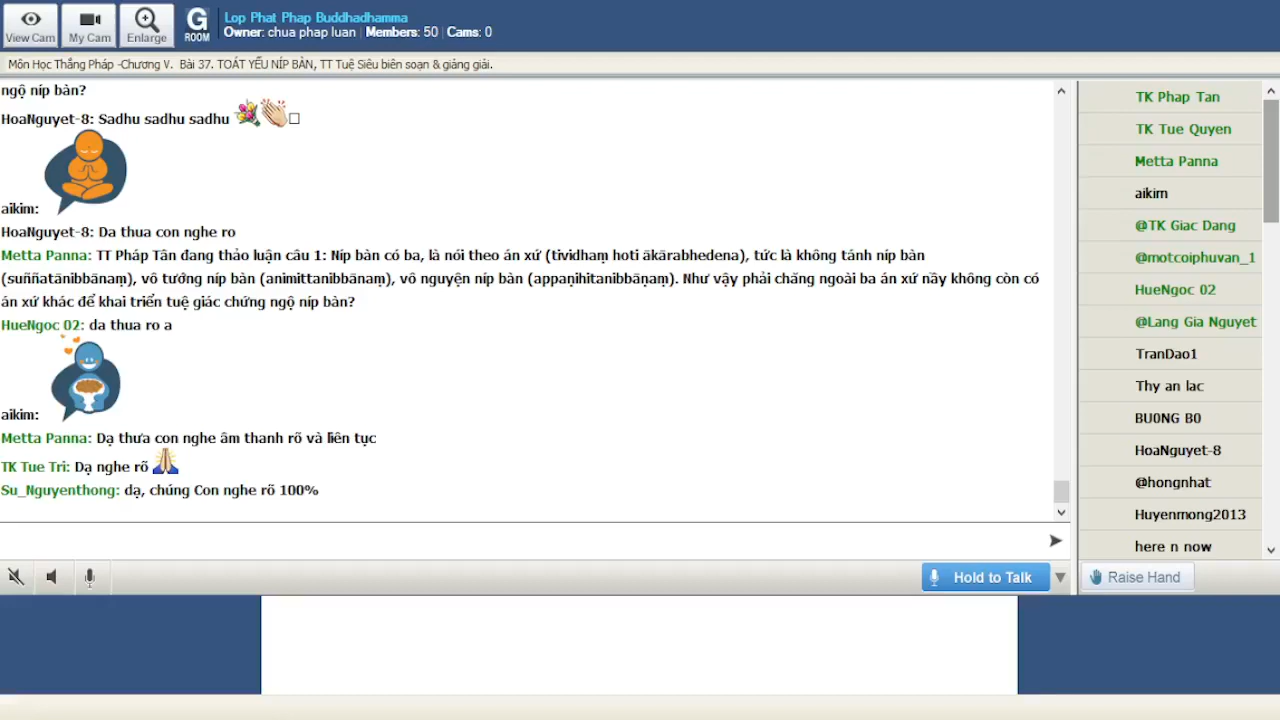 View Cam
My Cam
Enlarge
G
ROOM
Lop Phat Phap Buddhadhamma
Owner: chua phap luan | Members: 50 | Cams: 0
Môn Học Thắng Pháp -Chương V. Bài 37. TOÁT YẾU NÍP BÀN, TT Tuệ Siêu biên soạn & giảng giải.
ngộ níp bàn?
HoaNguyet-8: Sadhu sadhu sadhu
aikim:
HoaNguyet-8: Da thua con nghe ro
Metta Panna: TT Pháp Tân đang thảo luận câu 1: Níp bàn có ba, là nói theo án xứ (tividhaṃ hoti ākārabhedena), tức là không tánh níp bàn
(suññatānibbānaṃ), vô tướng níp bàn (animittanibbānaṃ), vô nguyện níp bàn (appaṇihitanibbāṇaṃ). Như vậy phải chăng ngoài ba án xứ nầy không còn có
án xứ khác để khai triển tuệ giác chứng ngộ níp bàn?
HueNgoc 02: da thua ro a
aikim:
Metta Panna: Dạ thưa con nghe âm thanh rõ và liên tục
TK Tue Tri: Dạ nghe rõ
Su_Nguyenthong: dạ, chúng Con nghe rõ 100%
Hold to Talk
TK Phap Tan
TK Tue Quyen
Metta Panna
aikim
@TK Giac Dang
@motcoiphuvan_1
HueNgoc 02
@Lang Gia Nguyet
TranDao1
Thy an lac
BU0NG B0
HoaNguyet-8
@hongnhat
Huyenmong2013
here n now
Raise Hand